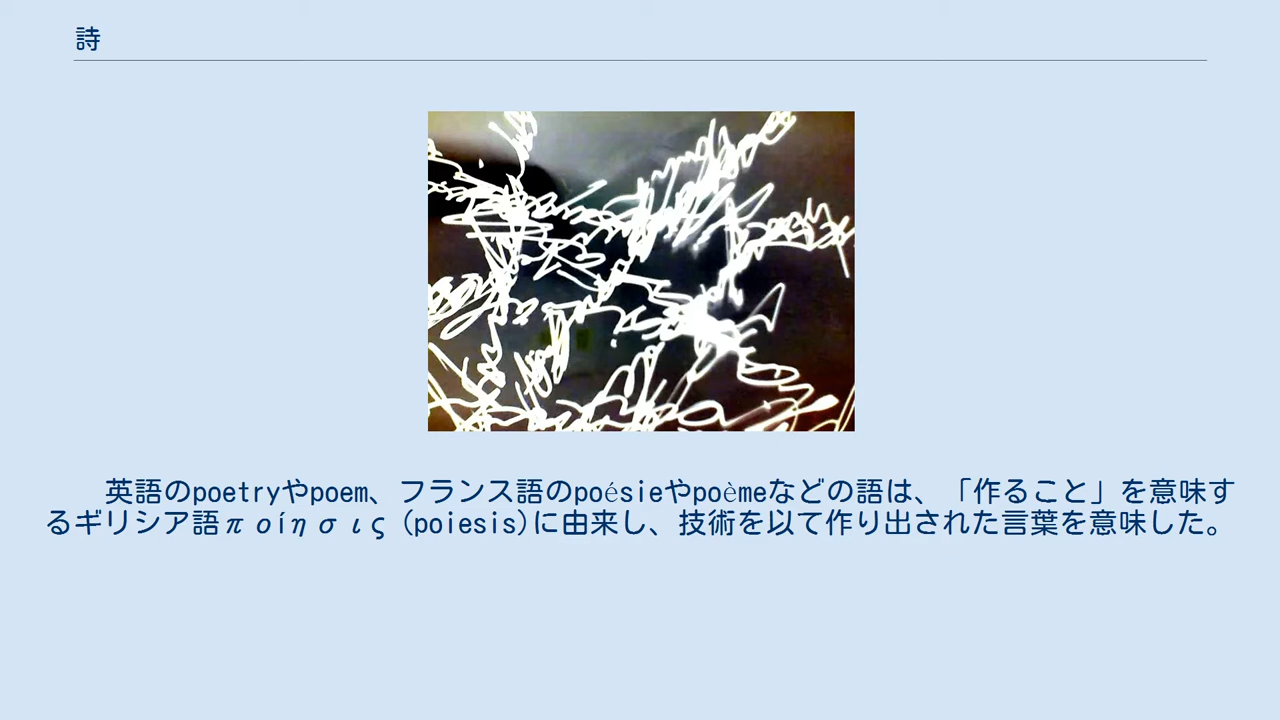 詩
英語のpoetryやpoem、フランス語のpoésieやpoèmeなどの語は、「作ること」を意味す
るギリシア語ποίησις (poiesis)に由来し、技術を以て作り出された言葉を意味した。